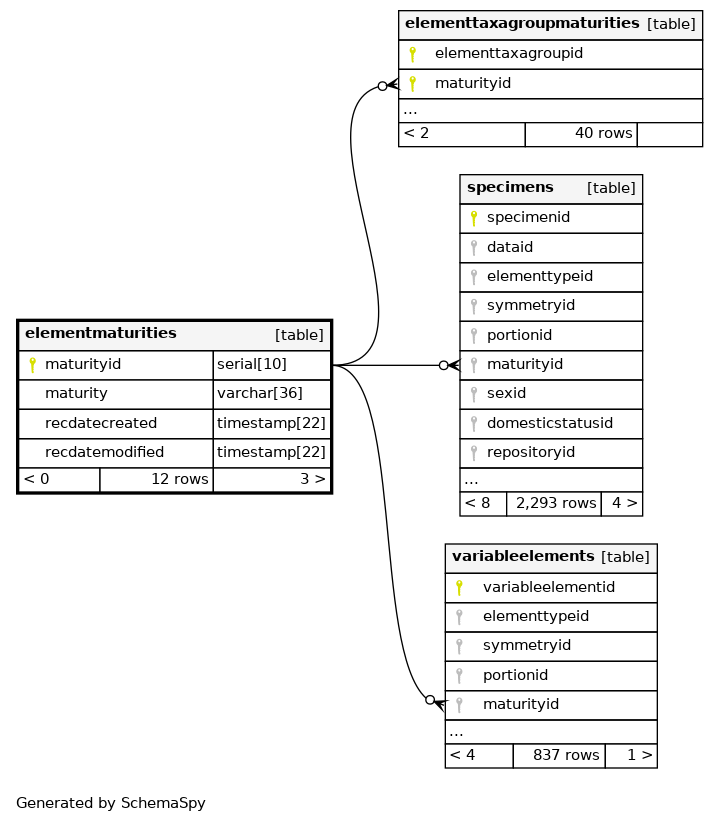 elementtaxagroupmaturities [table]
elementtaxagroupid
maturityid
...
< 2 40 rows
specimens [table]
specimenid
dataid
elementtypeid
symmetryid
portionid
maturityid
sexid
domesticstatusid
repositoryid
...
< 8 2,293 rows 4 >
elementmaturities [table]
maturityid serial[10]
maturity varchar[36]
recdatecreated timestamp[22]
recdatemodified timestamp[22]
< 0 12 rows 3 >
variableelements [table]
variableelementid
elementtypeid
symmetryid
portionid
maturityid
...
< 4 837 rows 1 >
Generated by SchemaSpy